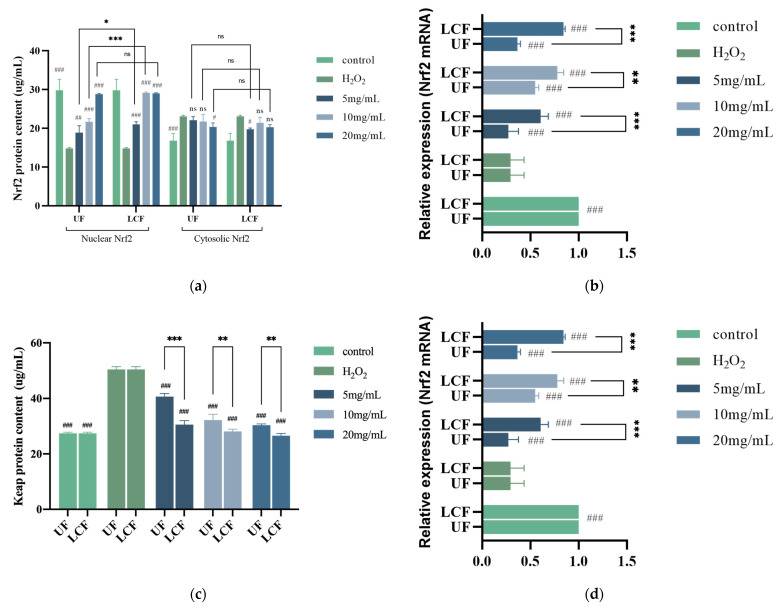 ns
* ns
*** ns ns
40
30
20
10
0
Nrf2 protein content (ug/mL)
### ## ### ### ### ### ### ### ### ns ns # # ns ns
UF LCF UF LCF
Nuclear Nrf2 Cytosolic Nrf2
control
H₂O₂
5mg/mL
10mg/mL
20mg/mL
(a)
Relative expression (Nrf2 mRNA)
LCF ###
UF ###
***
LCF ###
UF ###
**
LCF ###
UF ###
***
LCF
UF
LCF
UF
###
0.0 0.5 1.0 1.5
control
H₂O₂
5mg/mL
10mg/mL
20mg/mL
(b)
Keap protein content (ug/mL)
60
40
20
0
*** ** **
### ### ### ### ### ### ### ###
UF LCF UF LCF UF LCF UF LCF UF LCF
control
H₂O₂
5mg/mL
10mg/mL
20mg/mL
(c)
Relative expression (Nrf2 mRNA)
LCF ###
UF ###
***
LCF ###
UF ###
**
LCF ###
UF ###
***
LCF
UF
LCF
UF
###
0.0 0.5 1.0 1.5
control
H₂O₂
5mg/mL
10mg/mL
20mg/mL
(d)